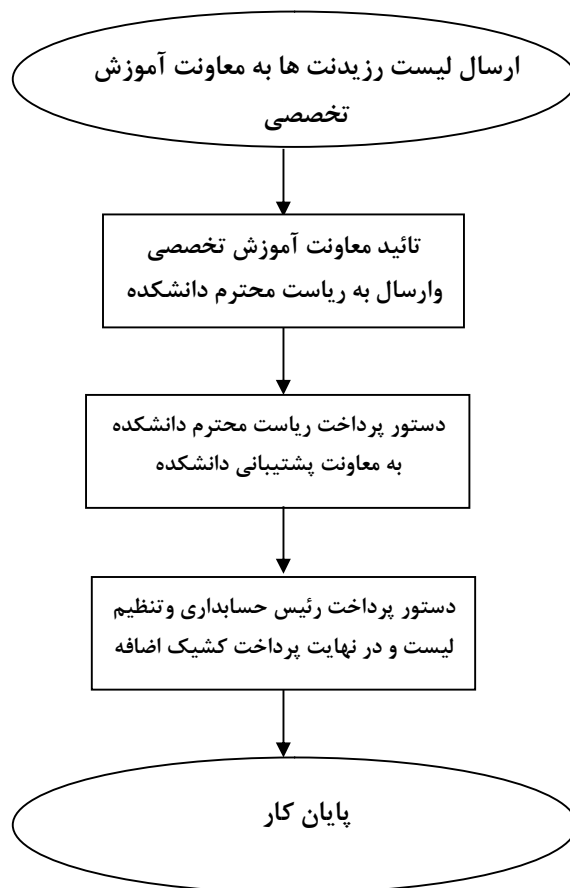 ارسال لیست رزیدنت ها به معاونت آموزش
تخصصی
تائید معاونت آموزش تخصصی
وارسال به ریاست محترم دانشکده
دستور پرداخت ریاست محترم دانشکده
به معاونت پشتیبانی دانشکده
دستور پرداخت رئیس حسابداری وتنظیم
لیست و در نهایت پرداخت کشیک اضافه
پایان کار